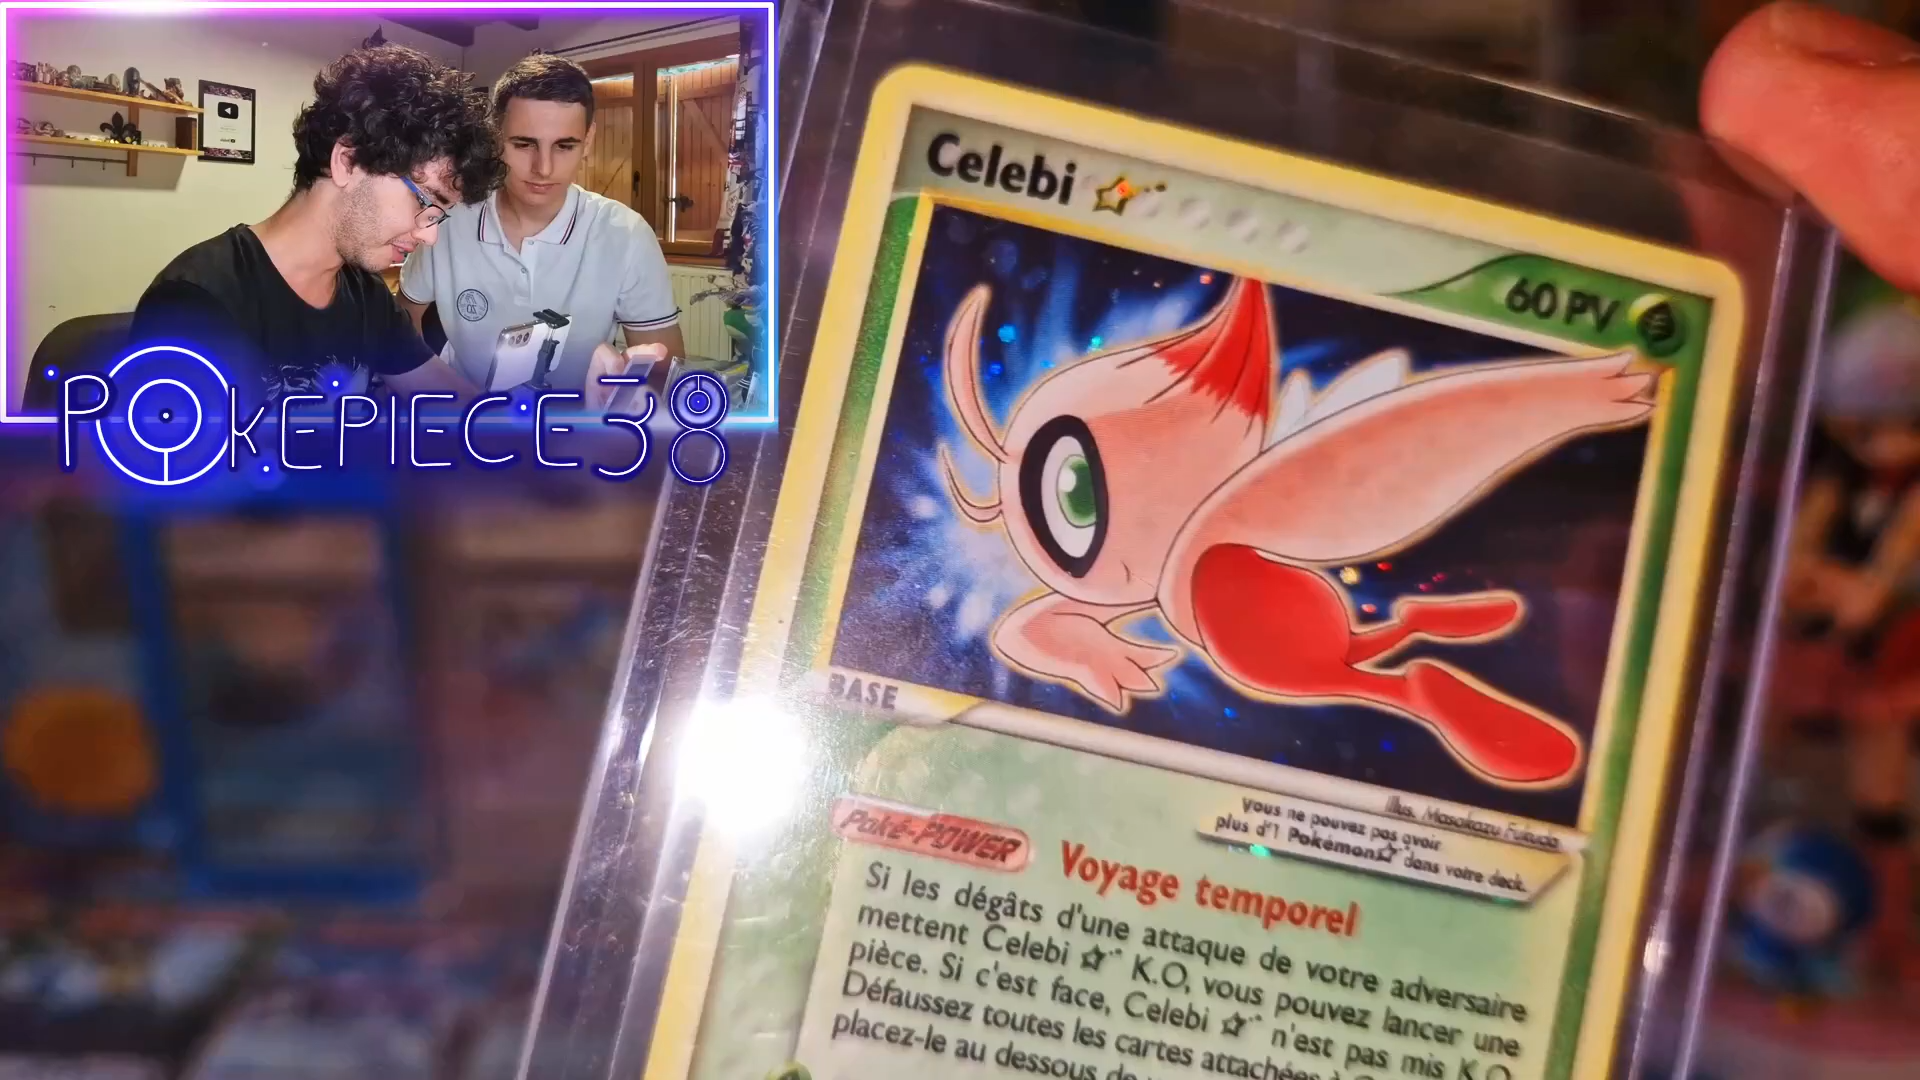 POKEPIECE38
Celebi
60 PV
BASE
Illus. Masakazu Fukuda
Vous ne pouvez pas avoir
plus d'1 Pokémon☆ dans votre deck.
Poké-POWER
Voyage temporel
Si les dégâts d'une attaque de votre adversaire
mettent Celebi ☆ K.O, vous pouvez lancer une
pièce. Si c'est face, Celebi ☆ n'est pas mis K.O.
Défaussez toutes les cartes attachées à
placez-le au dessous de